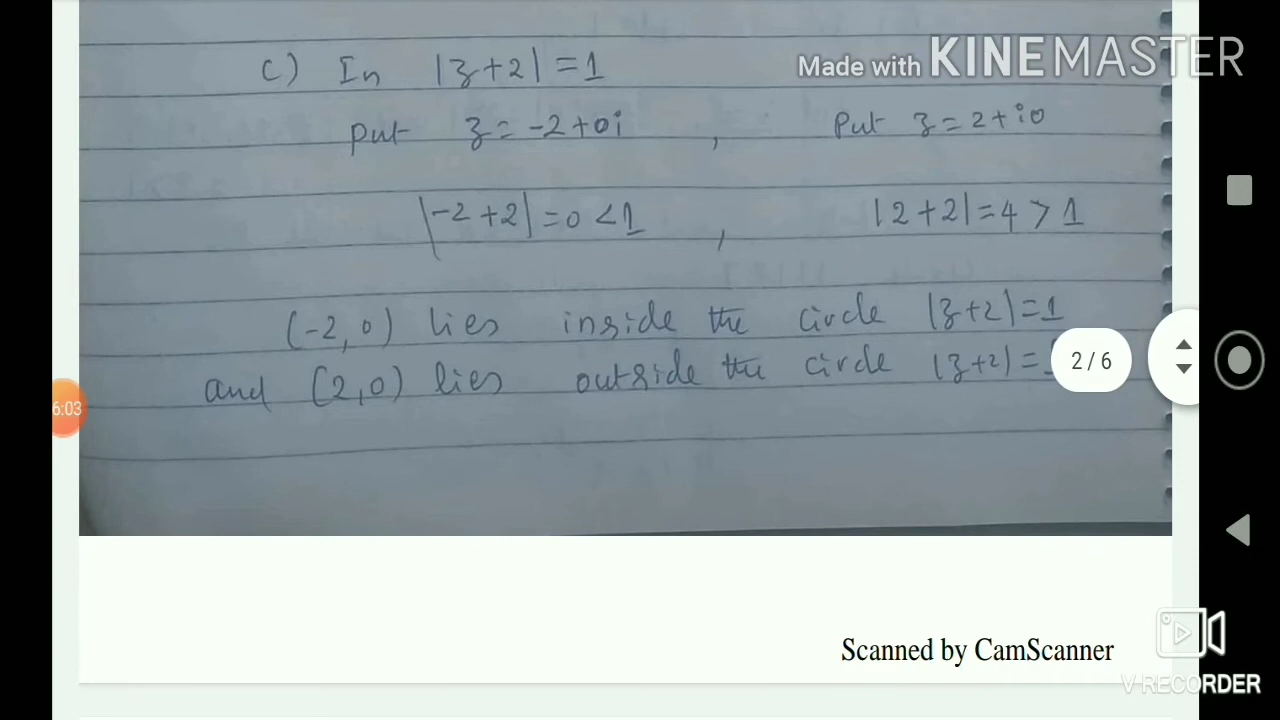 Made with KINEMASTER
c) In |z+2|=1
put z=-2+0i , Put z=2+i0
|-2+2|=0<1 , |2+2|=4>1
(-2,0) lies inside the circle |z+2|=1
and (2,0) lies outside the circle |z+2|=
2/6
6:03
Scanned by CamScanner
V-RECORDER